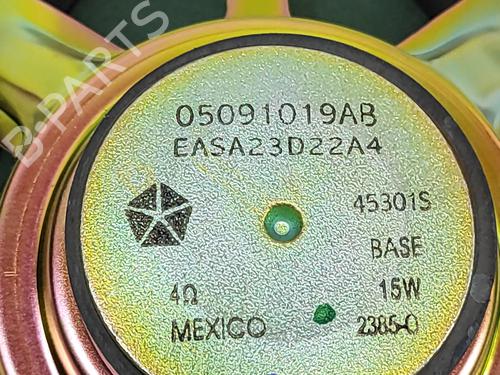 B-PARTS
05091019AB
EASA23D22A4
45301S
BASE
4Ω 15W
MEXICO 2385-0